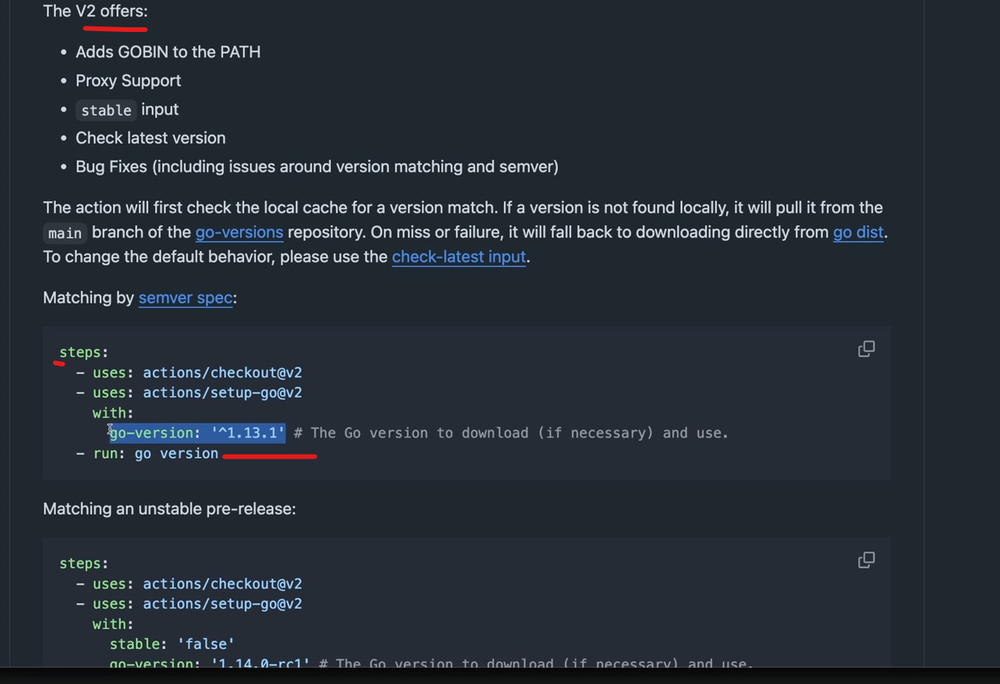 The V2 offers:
• Adds GOBIN to the PATH
• Proxy Support
• stable input
• Check latest version
• Bug Fixes (including issues around version matching and semver)
The action will first check the local cache for a version match. If a version is not found locally, it will pull it from the
main branch of the go-versions repository. On miss or failure, it will fall back to downloading directly from go dist.
To change the default behavior, please use the check-latest input.
Matching by semver spec:
steps:
- uses: actions/checkout@v2
- uses: actions/setup-go@v2
with:
go-version: '^1.13.1' # The Go version to download (if necessary) and use.
- run: go version
Matching an unstable pre-release:
steps:
- uses: actions/checkout@v2
- uses: actions/setup-go@v2
with:
stable: 'false'
go-version: '1.14.0-rc1' # The Go version to download (if necessary) and use.